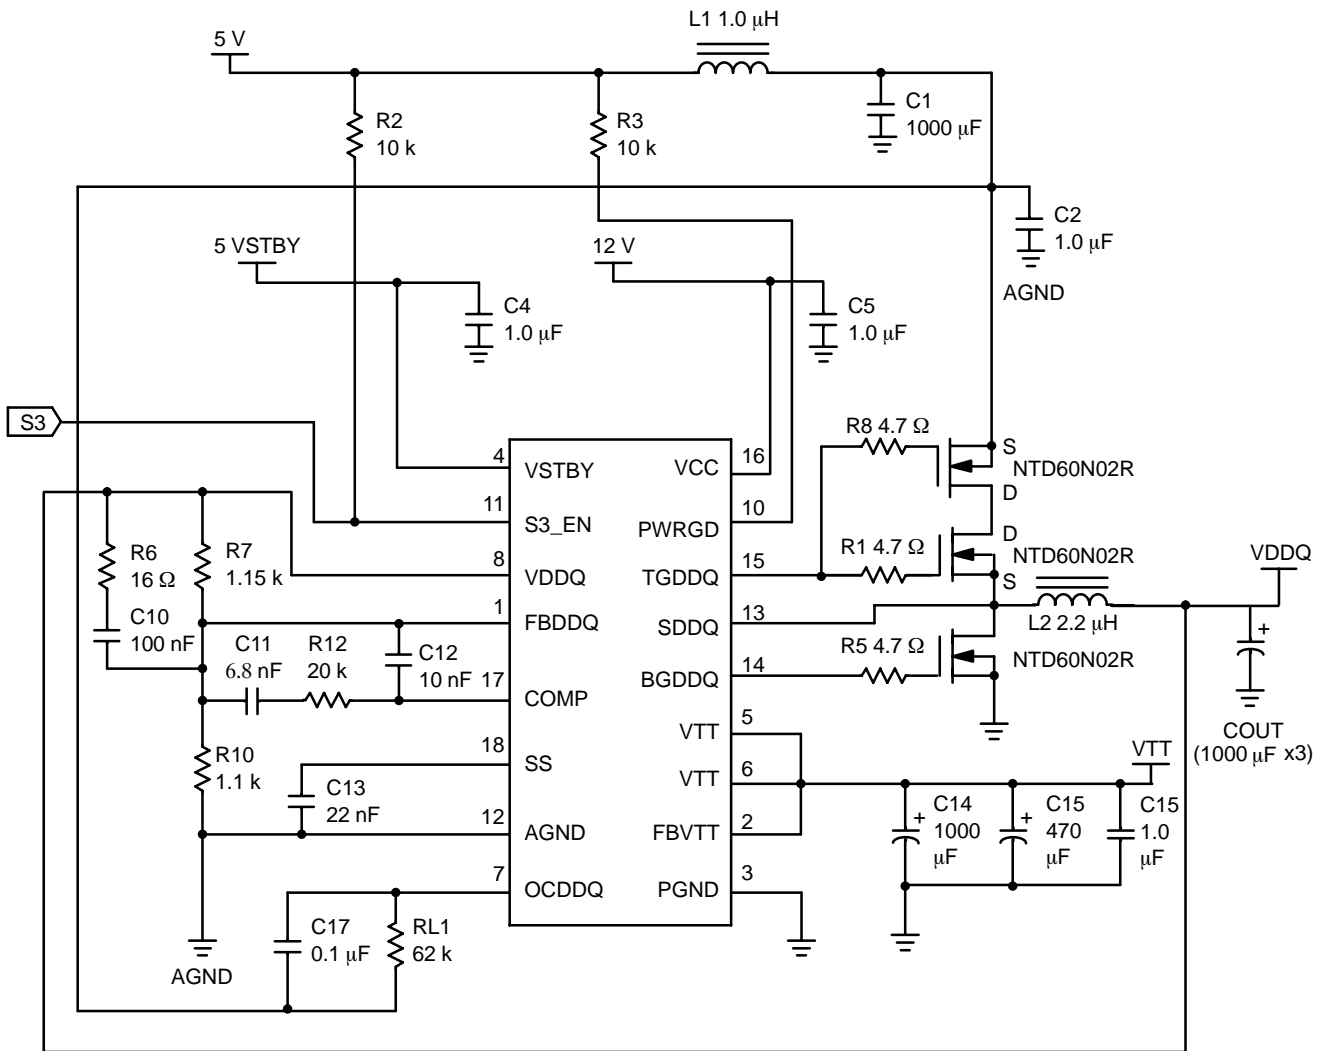 L1 1.0 μH
5 V
R2
10 k
R3
10 k
C1
1000 μF
5 VSTBY
12 V
C2
1.0 μF
AGND
C4
1.0 μF
C5
1.0 μF
S3
R8 4.7 Ω
S
NTD60N02R
D
4
VSTBY
VCC
16
11
S3_EN
PWRGD
10
R1 4.7 Ω
D
NTD60N02R
S
VDDQ
R6
16 Ω
R7
1.15 k
8
VDDQ
TGDDQ
15
1
FBDDQ
SDDQ
13
L2 2.2 μH
C10
100 nF
C11
6.8 nF
R12
20 k
C12
10 nF
17
COMP
BGDDQ
14
R5 4.7 Ω
NTD60N02R
+
COUT
(1000 μF x3)
VTT
5
R10
1.1 k
18
SS
VTT
6
VTT
C13
22 nF
12
AGND
FBVTT
2
+
C14
1000
μF
+
C15
470
μF
C15
1.0
μF
7
OCDDQ
PGND
3
C17
0.1 μF
RL1
62 k
AGND